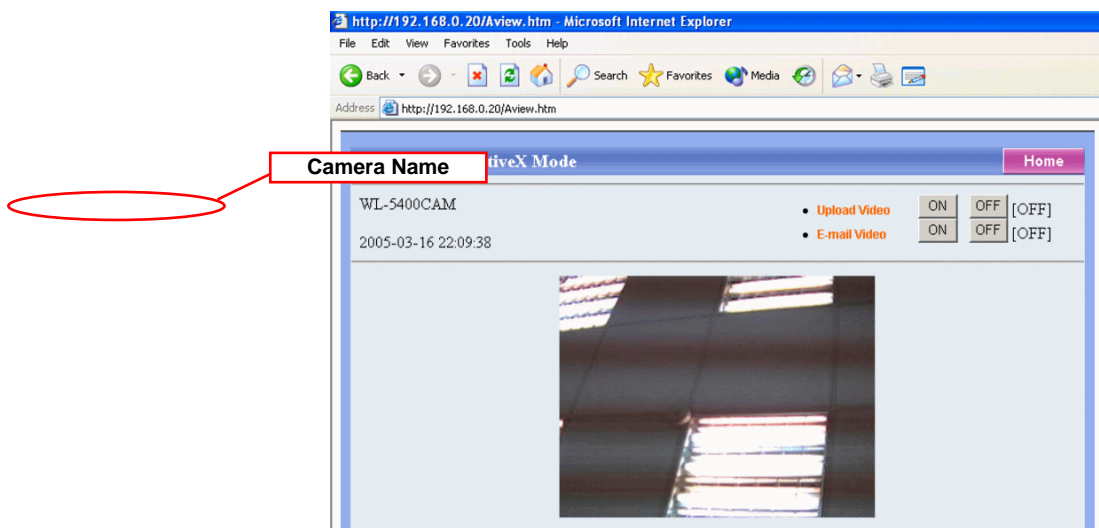 http://192.168.0.20/Aview.htm - Microsoft Internet Explorer
File Edit View Favorites Tools Help
Back Search Favorites Media
Address http://192.168.0.20/Aview.htm
Camera Name tiveX Mode Home
WL-5400CAM
2005-03-16 22:09:38
• Upload Video ON OFF [OFF]
• E-mail Video ON OFF [OFF]